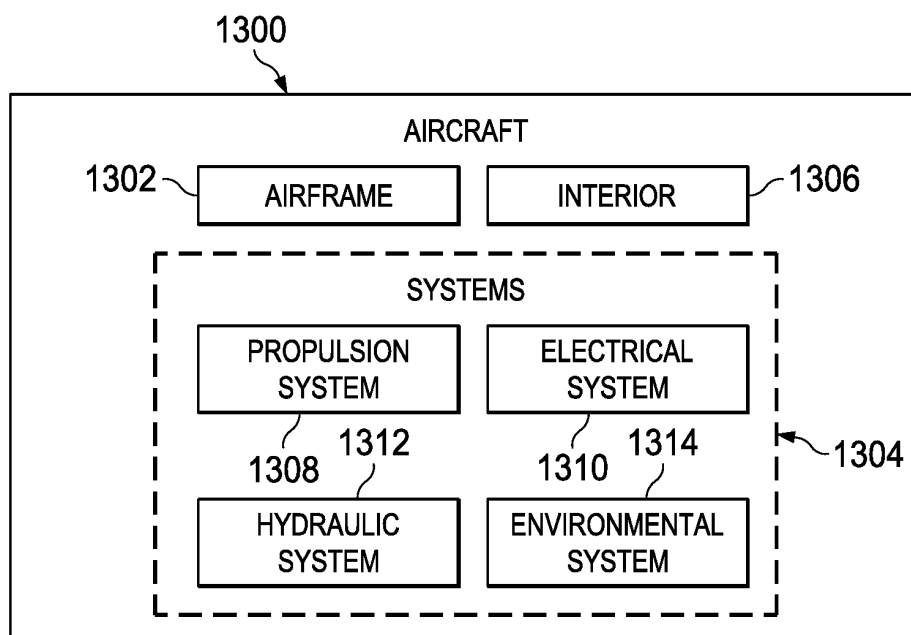 1300
AIRCRAFT
1302
AIRFRAME
INTERIOR
1306
SYSTEMS
PROPULSION
SYSTEM
ELECTRICAL
SYSTEM
1308
1312
1310
1314
1304
HYDRAULIC
SYSTEM
ENVIRONMENTAL
SYSTEM